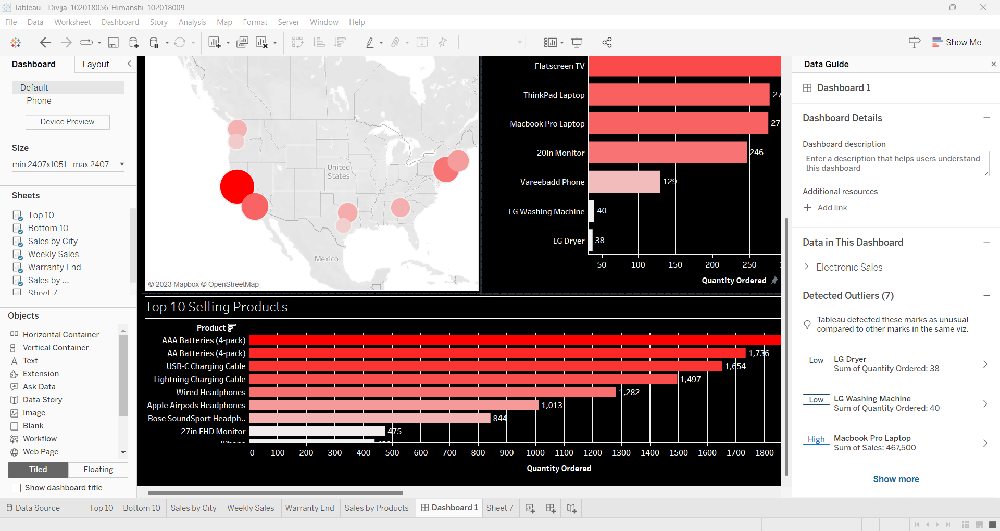 Tableau - Divija_102018056_Himanshi_102018009
File Data Worksheet Dashboard Story Analysis Map Format Server Window Help
Show Me
Dashboard Layout
Default
Phone
Device Preview
Size
min 2407x1051 - max 2407...
Sheets
Top 10
Bottom 10
Sales by City
Weekly Sales
Warranty End
Sales by ...
Sheet 7
Objects
Horizontal Container
Vertical Container
Text
Extension
Ask Data
Data Story
Image
Blank
Workflow
Web Page
Tiled Floating
Show dashboard title
United
States
Mexico
© 2023 Mapbox © OpenStreetMap
Flatscreen TV
ThinkPad Laptop 27
Macbook Pro Laptop 27
20in Monitor 246
Vareebadd Phone 129
LG Washing Machine 40
LG Dryer 38
50 100 150 200 250
Quantity Ordered
Top 10 Selling Products
Product
AAA Batteries (4-pack)
AA Batteries (4-pack) 1,736
USB-C Charging Cable 1,654
Lightning Charging Cable 1,497
Wired Headphones 1,282
Apple Airpods Headphones 1,013
Bose SoundSport Headph.. 844
27in FHD Monitor 475
iPhone
0 100 200 300 400 500 600 700 800 900 1000 1100 1200 1300 1400 1500 1600 1700 1800
Quantity Ordered
Data Guide
Dashboard 1
Dashboard Details
Dashboard description
Enter a description that helps users understand
this dashboard
Additional resources
Add link
Data in This Dashboard
Electronic Sales
Detected Outliers (7)
Tableau detected these marks as unusual
compared to other marks in the same viz.
Low LG Dryer
Sum of Quantity Ordered: 38
Low LG Washing Machine
Sum of Quantity Ordered: 40
High Macbook Pro Laptop
Sum of Sales: 467,500
Show more
Data Source Top 10 Bottom 10 Sales by City Weekly Sales Warranty End Sales by Products Dashboard 1 Sheet 7